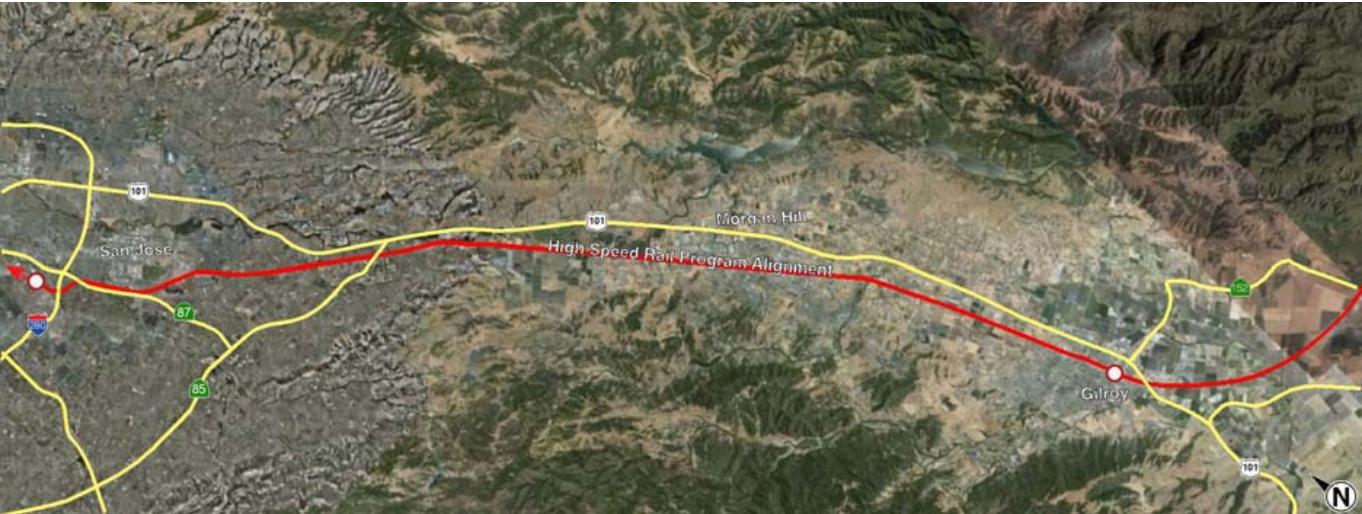 101
San Jose
101
Morgan Hill
High Speed Rail Program Alignment
152
87
280
85
Gilroy
101
N